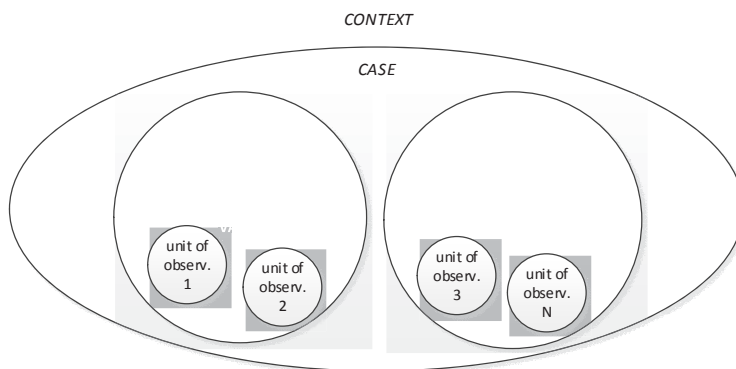 CONTEXT
CASE
unit of
observ.
1
unit of
observ.
2
unit of
observ.
3
unit of
observ.
N